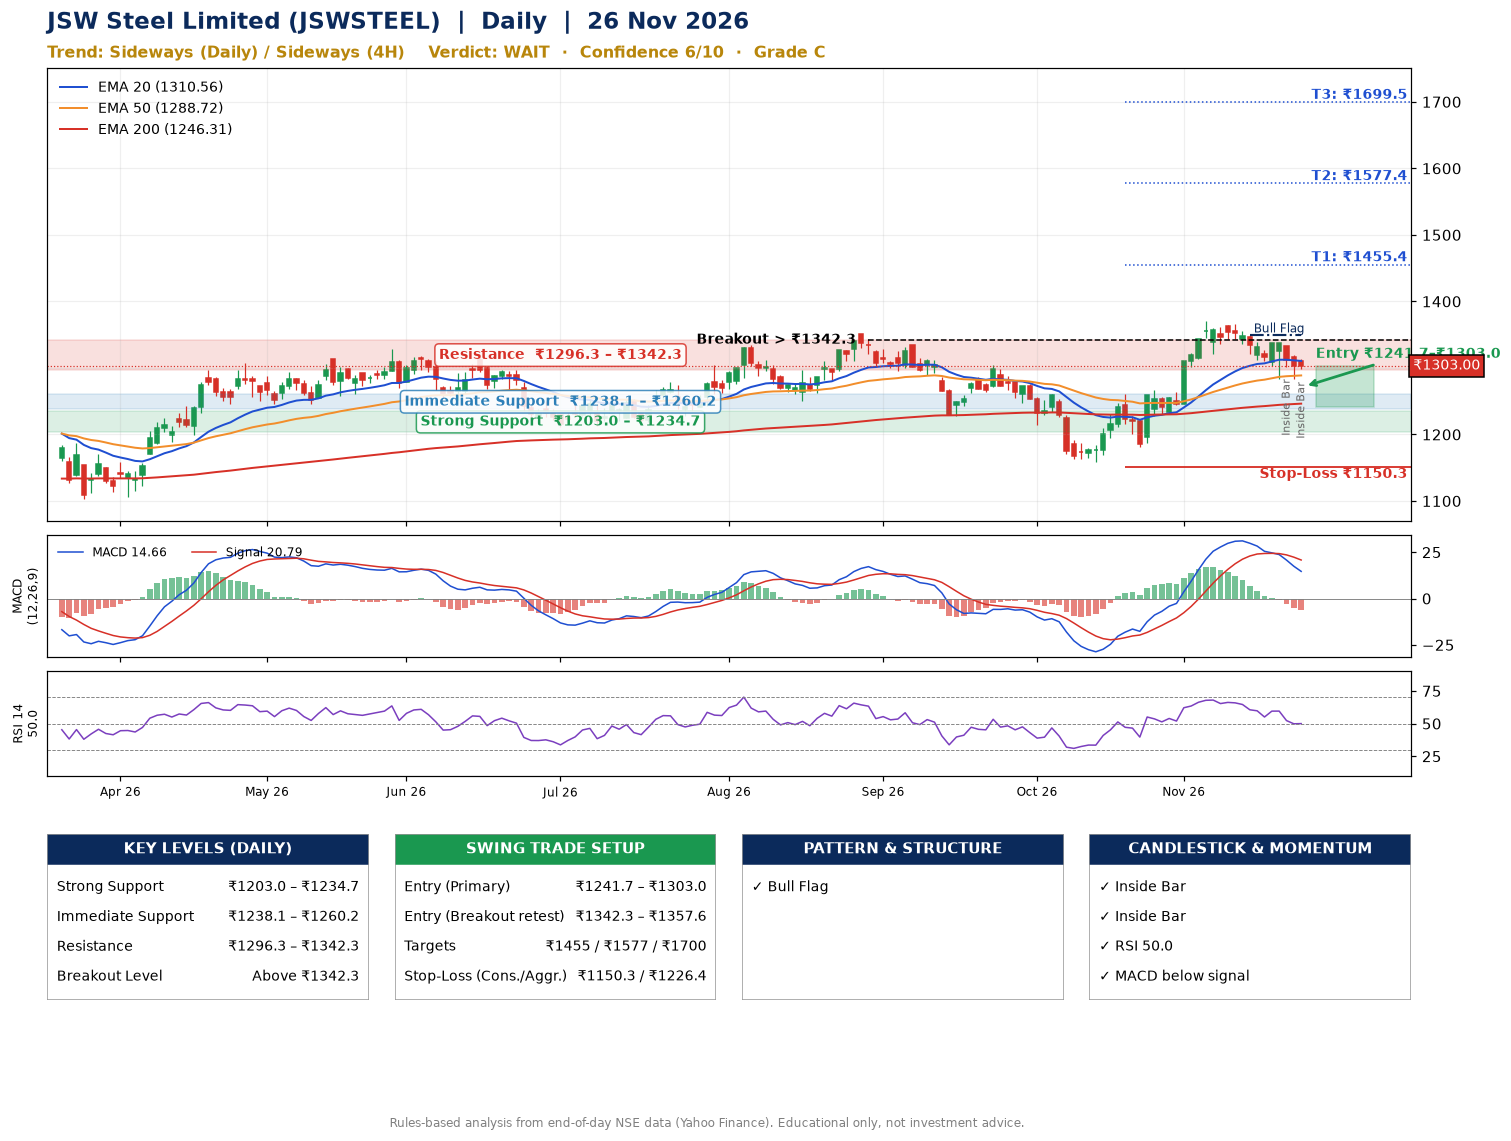 JSW Steel Limited (JSWSTEEL) | Daily | 26 Nov 2026
Trend: Sideways (Daily) / Sideways (4H) Verdict: WAIT · Confidence 6/10 · Grade C
EMA 20 (1310.56)
EMA 50 (1288.72)
EMA 200 (1246.31)
T3: ₹1699.5
T2: ₹1577.4
T1: ₹1455.4
Bull Flag
Breakout > ₹1342.3
Resistance ₹1296.3 – ₹1342.3
Entry ₹1241.7–₹1303.0
₹1303.00
Immediate Support ₹1238.1 – ₹1260.2
Strong Support ₹1203.0 – ₹1234.7
Inside Bar
Inside Bar
Stop-Loss ₹1150.3
1700
1600
1500
1400
1200
1100
MACD 14.66
Signal 20.79
MACD
(12,26,9)
25
0
−25
RSI 14
50.0
75
50
25
Apr 26
May 26
Jun 26
Jul 26
Aug 26
Sep 26
Oct 26
Nov 26
KEY LEVELS (DAILY)
Strong Support ₹1203.0 – ₹1234.7
Immediate Support ₹1238.1 – ₹1260.2
Resistance ₹1296.3 – ₹1342.3
Breakout Level Above ₹1342.3
SWING TRADE SETUP
Entry (Primary) ₹1241.7 – ₹1303.0
Entry (Breakout retest) ₹1342.3 – ₹1357.6
Targets ₹1455 / ₹1577 / ₹1700
Stop-Loss (Cons./Aggr.) ₹1150.3 / ₹1226.4
PATTERN & STRUCTURE
✓ Bull Flag
CANDLESTICK & MOMENTUM
✓ Inside Bar
✓ Inside Bar
✓ RSI 50.0
✓ MACD below signal
Rules-based analysis from end-of-day NSE data (Yahoo Finance). Educational only, not investment advice.